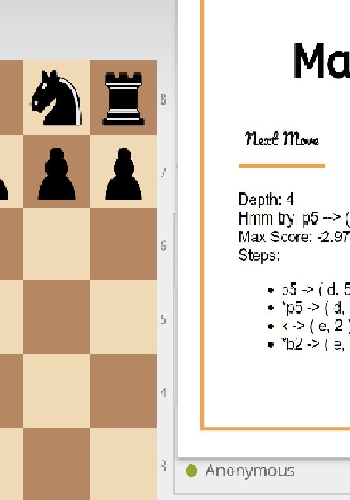 Ma
Next Move
Depth: 4
Hmm try p5 --> (
Max Score: -2.97
Steps:
p5 -> ( d, 5
*p5 -> ( d,
k -> ( e, 2 )
*b2 -> ( e,
8
7
6
5
4
3
Anonymous